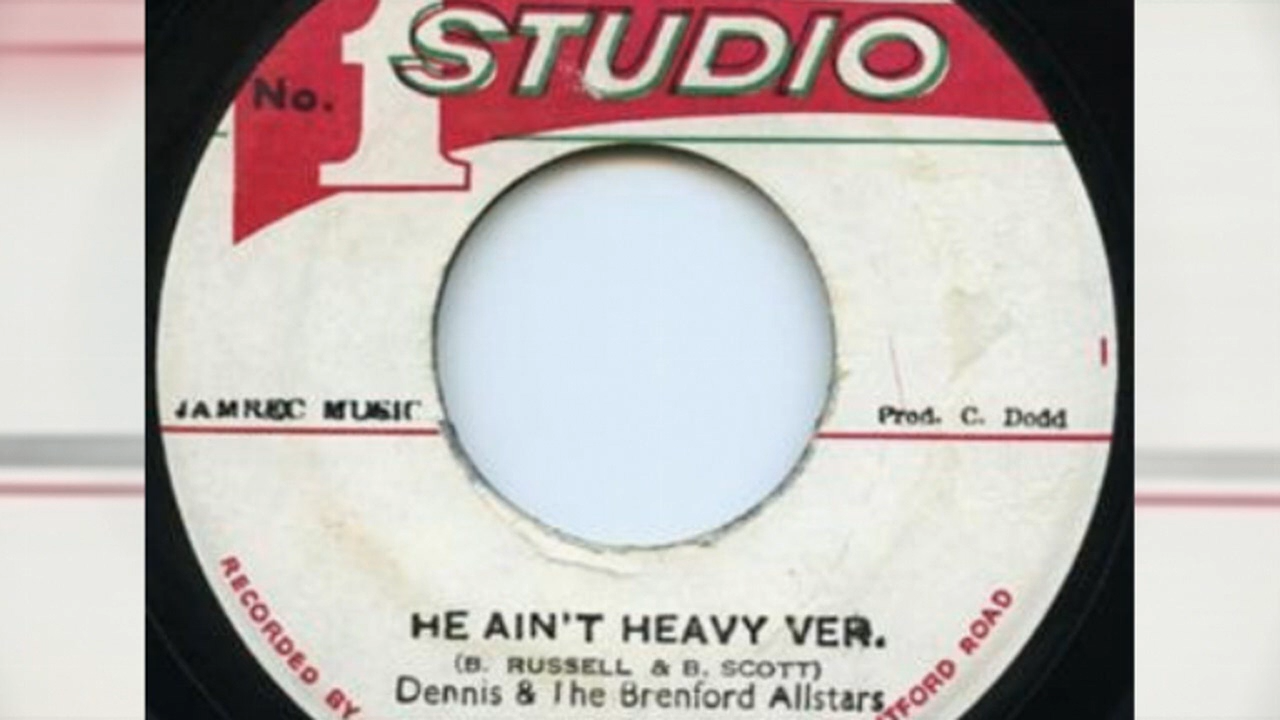 No. 1 STUDIO
JAMREC MUSIC
Prod. C. Dodd
I
HE AIN'T HEAVY VER.
(B. RUSSELL & B. SCOTT)
Dennis & The Brenford Allstars
RECORDED BY
TFORD ROAD